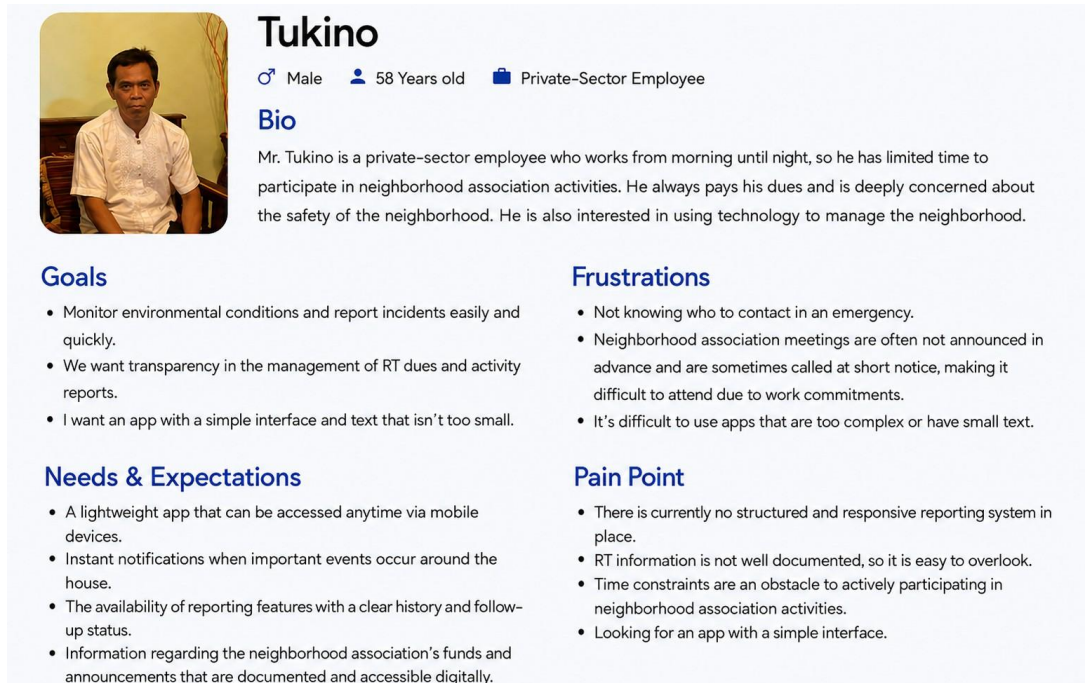 Tukino
Male 58 Years old Private-Sector Employee
Bio
Mr. Tukino is a private-sector employee who works from morning until night, so he has limited time to
participate in neighborhood association activities. He always pays his dues and is deeply concerned about
the safety of the neighborhood. He is also interested in using technology to manage the neighborhood.
Goals
• Monitor environmental conditions and report incidents easily and
quickly.
• We want transparency in the management of RT dues and activity
reports.
• I want an app with a simple interface and text that isn't too small.
Frustrations
• Not knowing who to contact in an emergency.
• Neighborhood association meetings are often not announced in
advance and are sometimes called at short notice, making it
difficult to attend due to work commitments.
• It's difficult to use apps that are too complex or have small text.
Needs & Expectations
• A lightweight app that can be accessed anytime via mobile
devices.
• Instant notifications when important events occur around the
house.
• The availability of reporting features with a clear history and follow-
up status.
• Information regarding the neighborhood association's funds and
announcements that are documented and accessible digitally.
Pain Point
• There is currently no structured and responsive reporting system in
place.
• RT information is not well documented, so it is easy to overlook.
• Time constraints are an obstacle to actively participating in
neighborhood association activities.
• Looking for an app with a simple interface.